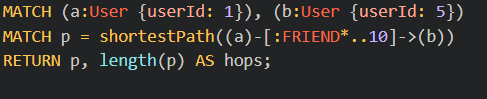 MATCH (a:User {userId: 1}), (b:User {userId: 5})
MATCH p = shortestPath((a)-[:FRIEND*..10]->(b))
RETURN p, length(p) AS hops;